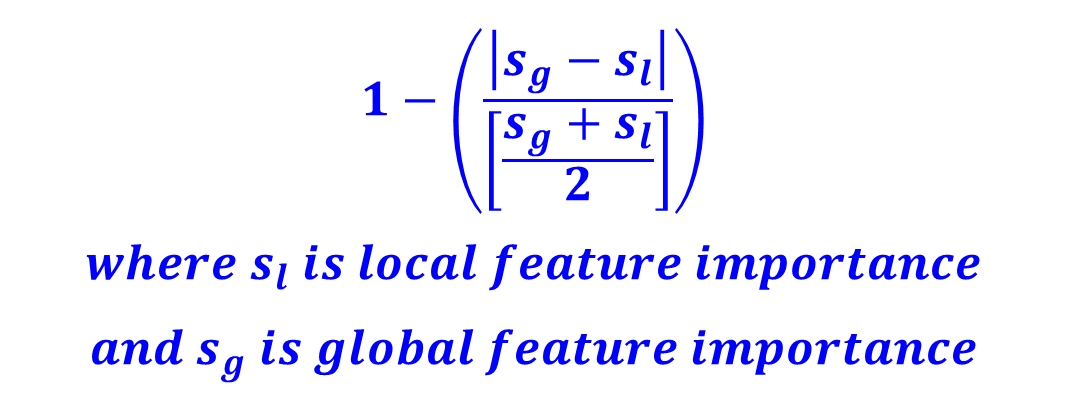 1 − (|s_g − s_l| / [(s_g + s_l) / 2])
where s_l is local feature importance
and s_g is global feature importance